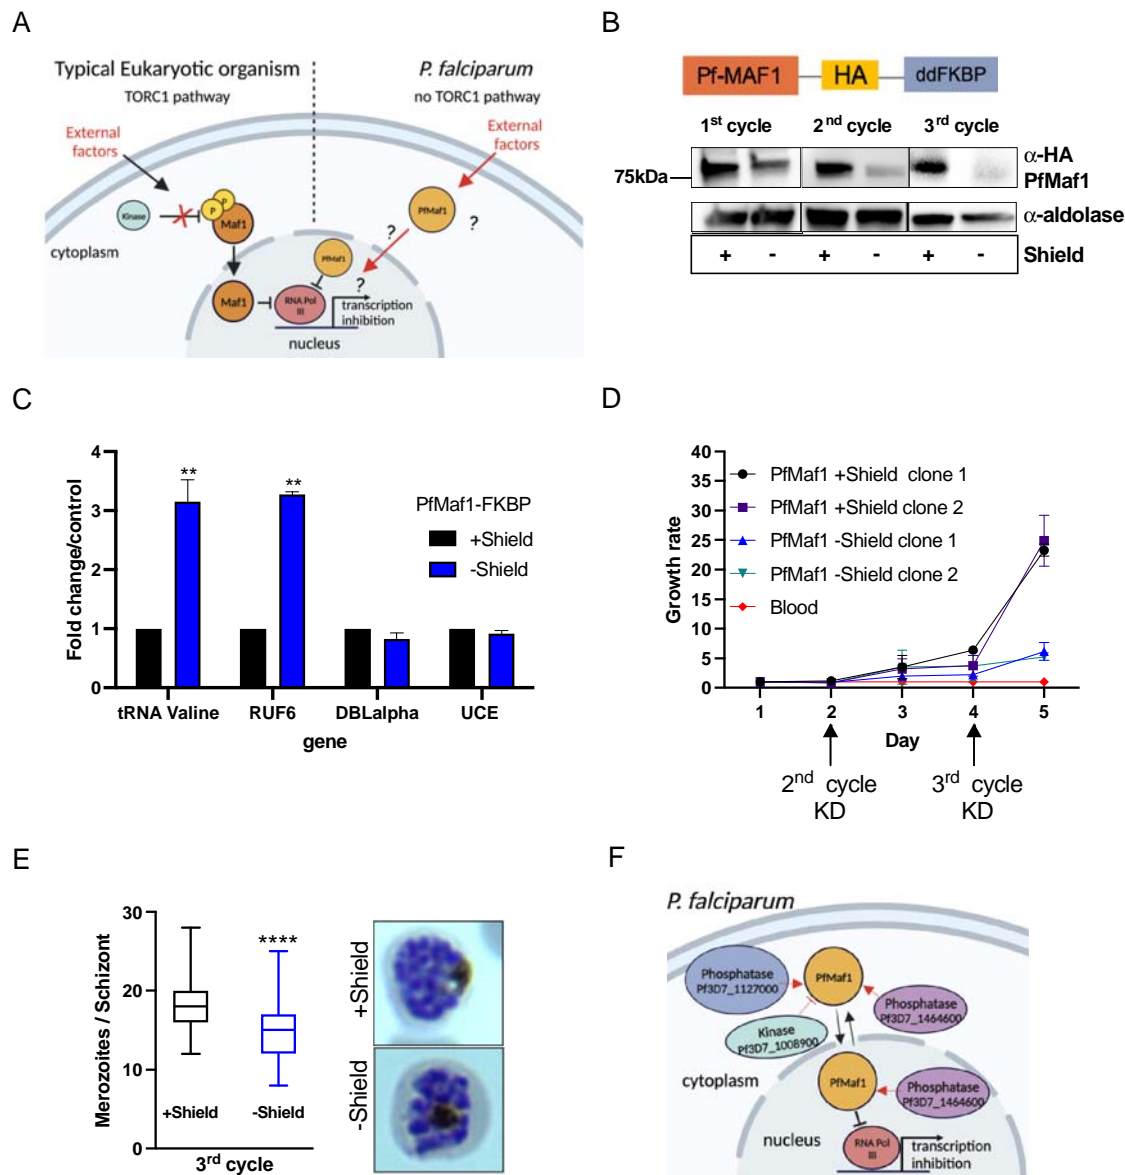 A
Typical Eukaryotic organism
TORC1 pathway
P. falciparum
no TORC1 pathway
External
factors
External
factors
Kinase
P
P
Maf1
PfMaf1
?
?
cytoplasm
PfMaf1
?
Maf1
RNA Pol
III
transcription
inhibition
nucleus
B
Pf-MAF1
HA
ddFKBP
1st cycle
2nd cycle
3rd cycle
75kDa
α-HA
PfMaf1
α-aldolase
+ - + - + - Shield
C
Fold change/control
4
3
2
1
0
**
**
PfMaf1-FKBP
+Shield
-Shield
tRNA Valine
RUF6
DBLalpha
UCE
gene
D
Growth rate
40
35
30
25
20
15
10
5
0
PfMaf1 +Shield clone 1
PfMaf1 +Shield clone 2
PfMaf1 -Shield clone 1
PfMaf1 -Shield clone 2
Blood
1 2 3 4 5
Day
2nd cycle
KD
3rd cycle
KD
E
Merozoites / Schizont
30
20
10
0
****
+Shield
-Shield
3rd cycle
+Shield
-Shield
F
P. falciparum
Phosphatase
Pf3D7_1127000
PfMaf1
Phosphatase
Pf3D7_1464600
Kinase
Pf3D7_1008900
cytoplasm
PfMaf1
Phosphatase
Pf3D7_1464600
nucleus
RNA Pol
III
transcription
inhibition